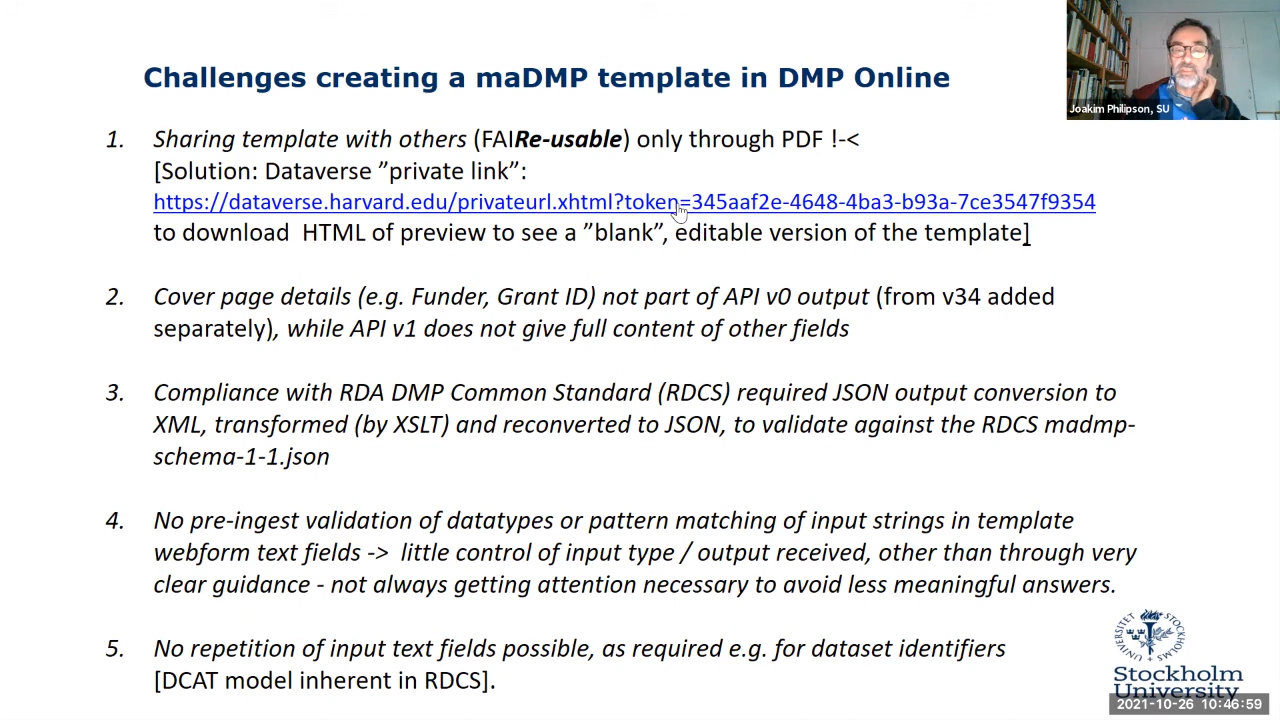 Challenges creating a maDMP template in DMP Online
Joakim Philipson, SU
1. Sharing template with others (FAIRe-usable) only through PDF !-<
[Solution: Dataverse ”private link”:
https://dataverse.harvard.edu/privateurl.xhtml?token=345aaf2e-4648-4ba3-b93a-7ce3547f9354
to download HTML of preview to see a ”blank”, editable version of the template]
2. Cover page details (e.g. Funder, Grant ID) not part of API v0 output (from v34 added
separately), while API v1 does not give full content of other fields
3. Compliance with RDA DMP Common Standard (RDCS) required JSON output conversion to
XML, transformed (by XSLT) and reconverted to JSON, to validate against the RDCS madmp-
schema-1-1.json
4. No pre-ingest validation of datatypes or pattern matching of input strings in template
webform text fields -> little control of input type / output received, other than through very
clear guidance - not always getting attention necessary to avoid less meaningful answers.
5. No repetition of input text fields possible, as required e.g. for dataset identifiers
[DCAT model inherent in RDCS].
Stockholm
University
2021-10-26 10:46:59